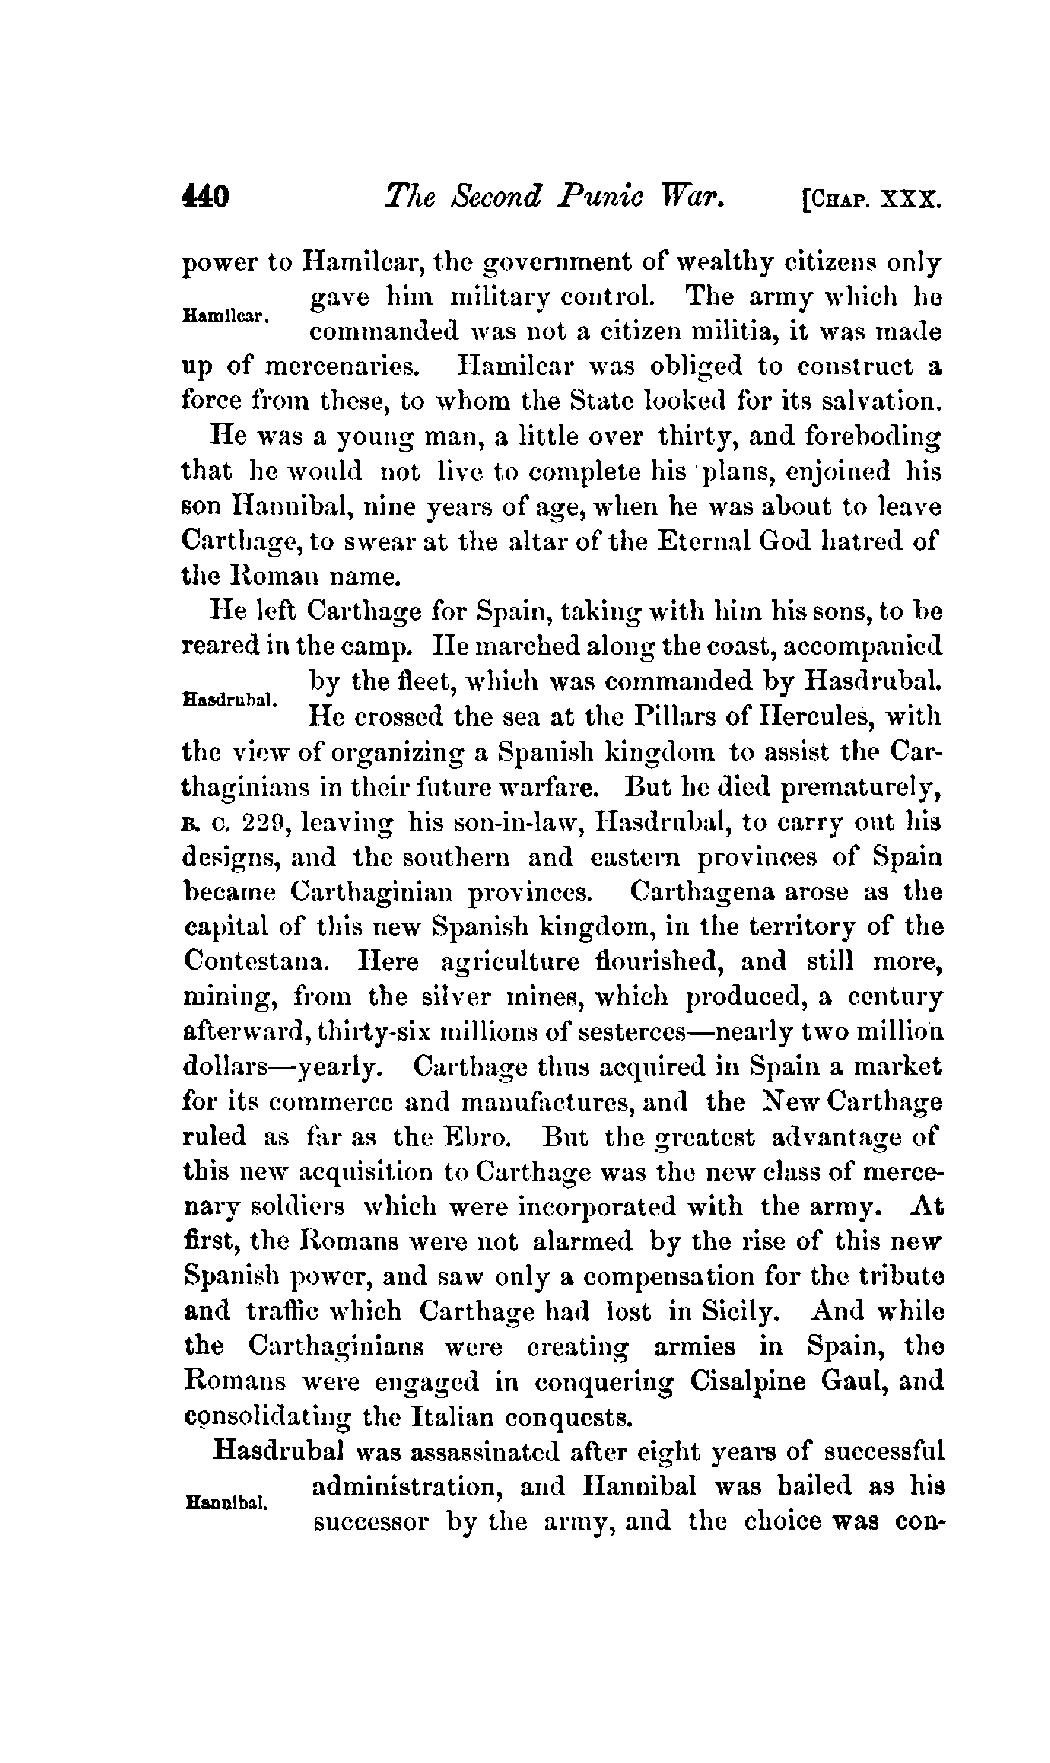 440 The Second Punic War. [CHAP. XXX.
power to Hamilcar, the government of wealthy citizens only
gave him military control. The army which he
Hamilcar.
commanded was not a citizen militia, it was made
up of mercenaries. Hamilcar was obliged to construct a
force from these, to whom the State looked for its salvation.
He was a young man, a little over thirty, and foreboding
that he would not live to complete his plans, enjoined his
son Hannibal, nine years of age, when he was about to leave
Carthage, to swear at the altar of the Eternal God hatred of
the Roman name.
He left Carthage for Spain, taking with him his sons, to be
reared in the camp. He marched along the coast, accompanied
by the fleet, which was commanded by Hasdrubal.
Hasdrubal.
He crossed the sea at the Pillars of Hercules, with
the view of organizing a Spanish kingdom to assist the Car-
thaginians in their future warfare. But he died prematurely,
B. C. 229, leaving his son-in-law, Hasdrubal, to carry out his
designs, and the southern and eastern provinces of Spain
became Carthaginian provinces. Carthagena arose as the
capital of this new Spanish kingdom, in the territory of the
Contestana. Here agriculture flourished, and still more,
mining, from the silver mines, which produced, a century
afterward, thirty-six millions of sesterces—nearly two million
dollars—yearly. Carthage thus acquired in Spain a market
for its commerce and manufactures, and the New Carthage
ruled as far as the Ebro. But the greatest advantage of
this new acquisition to Carthage was the new class of merce-
nary soldiers which were incorporated with the army. At
first, the Romans were not alarmed by the rise of this new
Spanish power, and saw only a compensation for the tribute
and traffic which Carthage had lost in Sicily. And while
the Carthaginians were creating armies in Spain, the
Romans were engaged in conquering Cisalpine Gaul, and
consolidating the Italian conquests.
Hasdrubal was assassinated after eight years of successful
administration, and Hannibal was hailed as his
Hannibal.
successor by the army, and the choice was con-